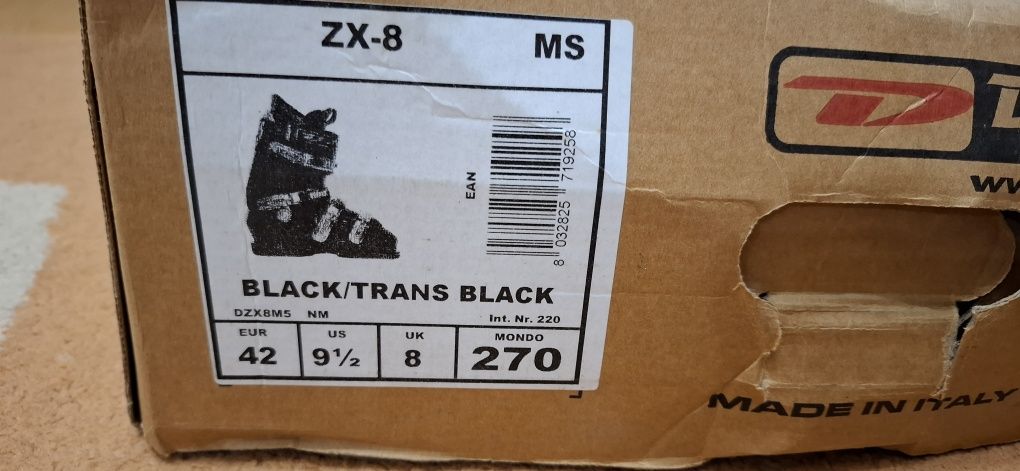 ZX-8 MS
EAN
8 032825 719258
BLACK/TRANS BLACK
DZX8M5 NM Int. Nr. 220
EUR US UK MONDO
42 9½ 8 270
MADE IN ITALY